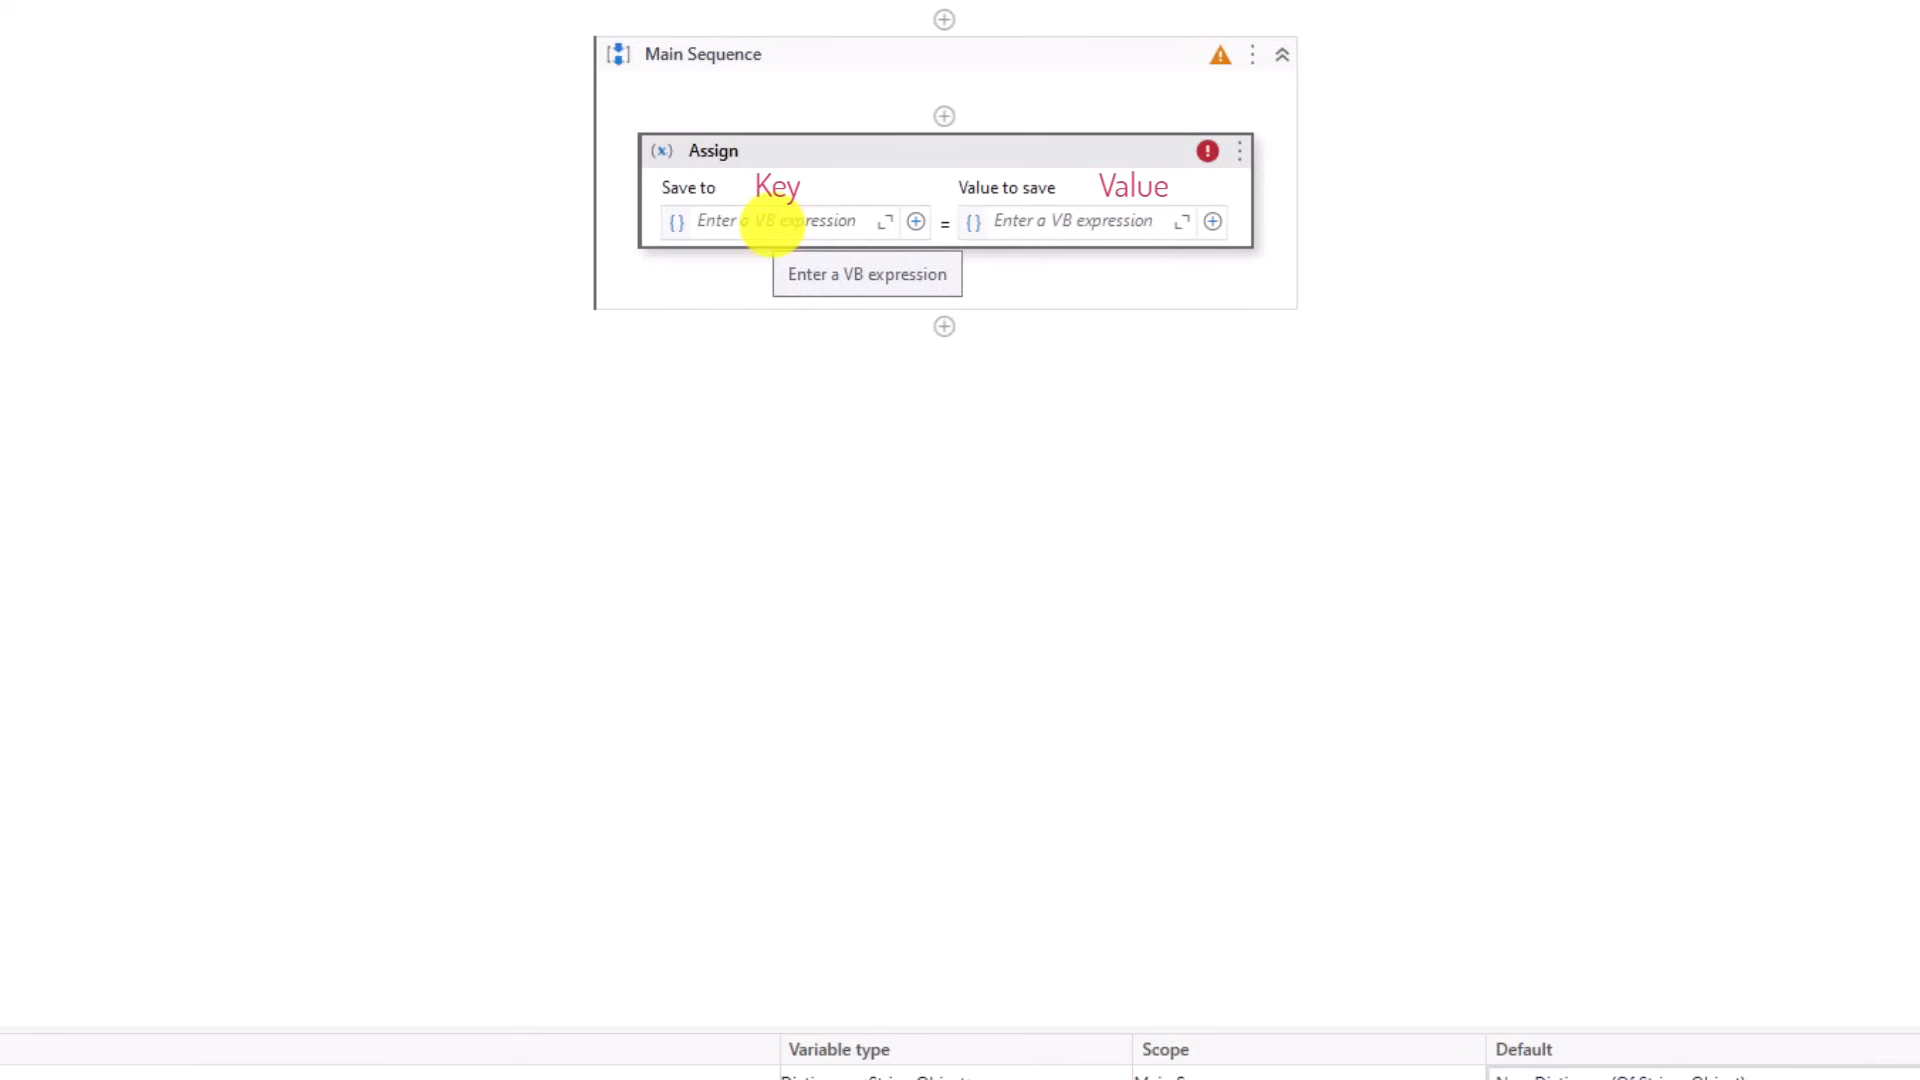 Main Sequence
(x) Assign
Save to Key Value to save Value
{} Enter a VB expression = {} Enter a VB expression
Enter a VB expression
Variable type Scope Default